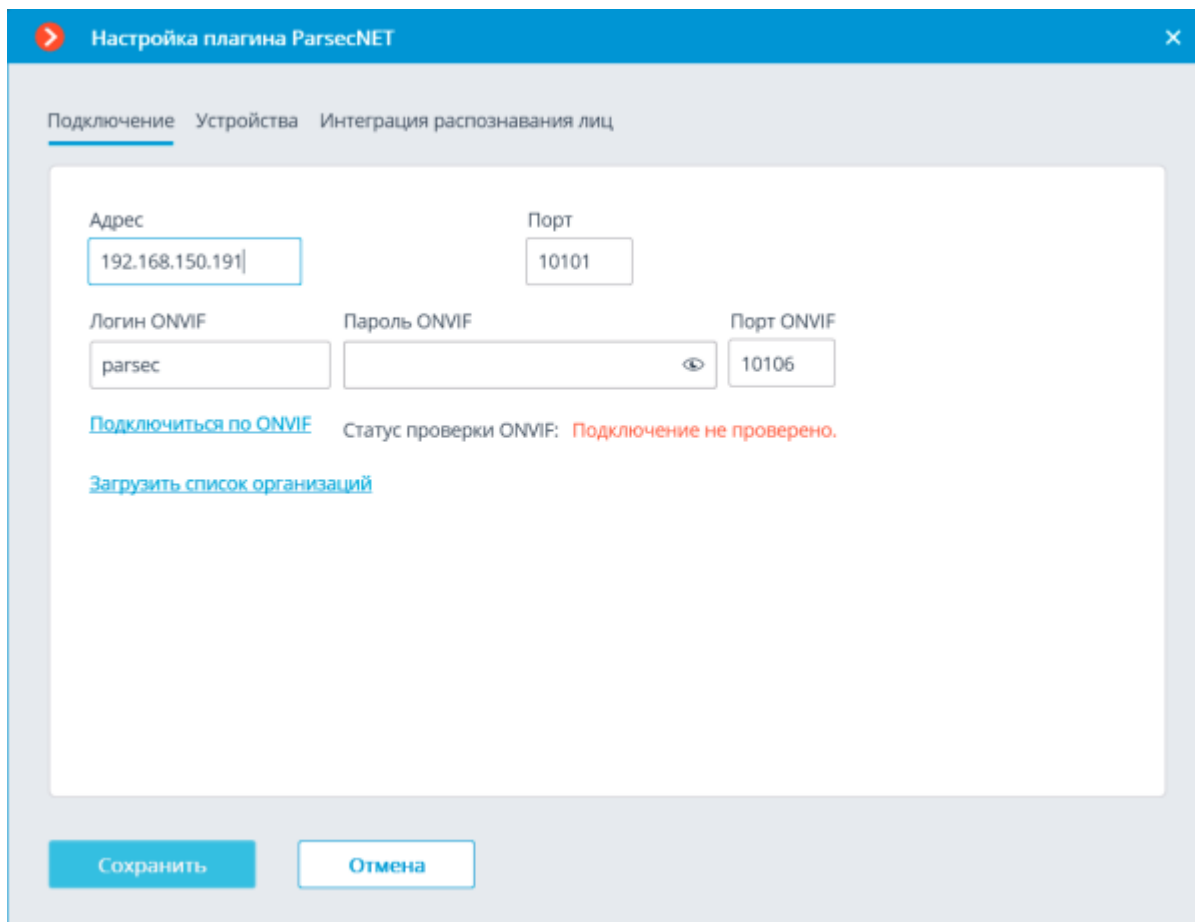 Настройка плагина ParsecNET
Подключение Устройства Интеграция распознавания лиц
Адрес Порт
192.168.150.191 10101
Логин ONVIF Пароль ONVIF Порт ONVIF
parsec 10106
Подключиться по ONVIF Статус проверки ONVIF: Подключение не проверено.
Загрузить список организаций
Сохранить Отмена